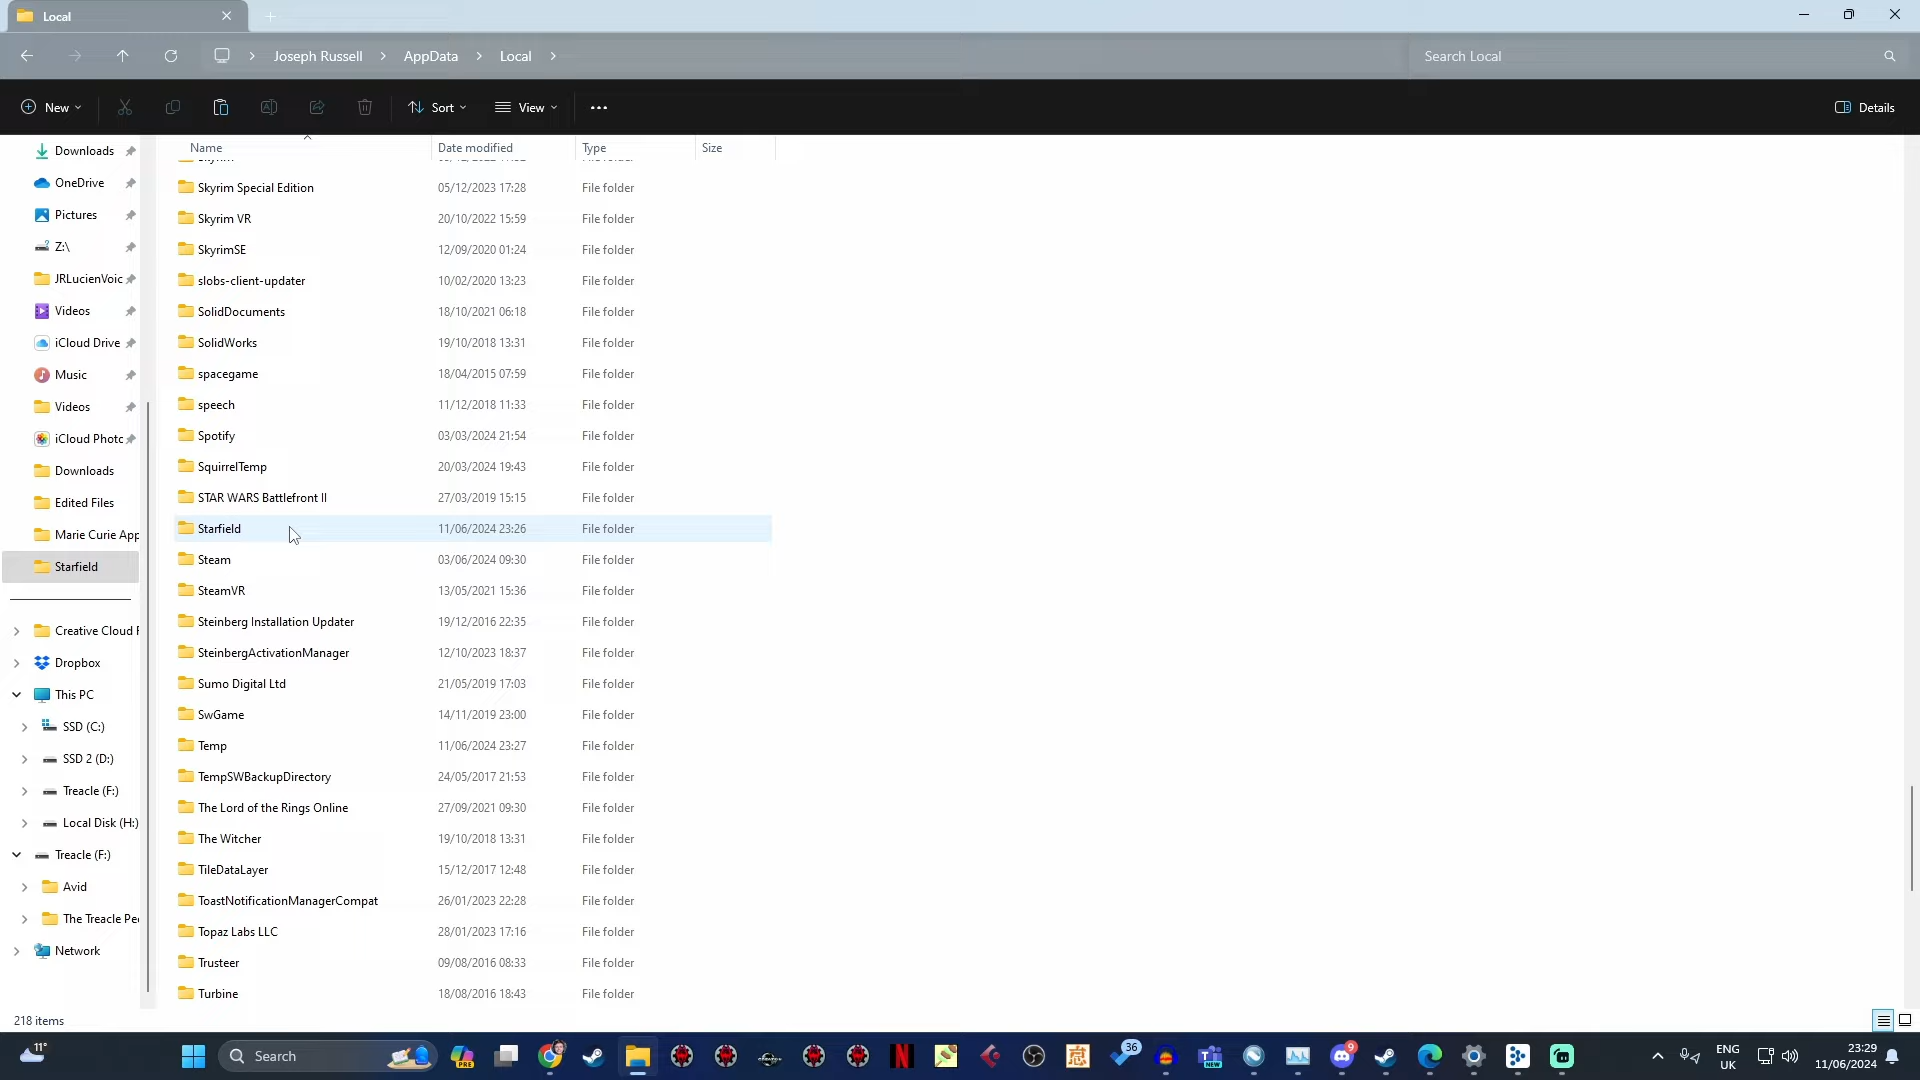 Local
Joseph Russell > AppData > Local >
Search Local
New
Sort
View
Details
Downloads
OneDrive
Pictures
Z:\
JRLucienVoic
Videos
iCloud Drive
Music
Videos
iCloud Photo
Downloads
Edited Files
Marie Curie App
Starfield
Creative Cloud F
Dropbox
This PC
SSD (C:)
SSD 2 (D:)
Treacle (F:)
Local Disk (H:)
Treacle (F:)
Avid
The Treacle Pe
Network
Name Date modified Type Size
Skyrim Special Edition 05/12/2023 17:28 File folder
Skyrim VR 20/10/2022 15:59 File folder
SkyrimSE 12/09/2020 01:24 File folder
slobs-client-updater 10/02/2020 13:23 File folder
SolidDocuments 18/10/2021 06:18 File folder
SolidWorks 19/10/2018 13:31 File folder
spacegame 18/04/2015 07:59 File folder
speech 11/12/2018 11:33 File folder
Spotify 03/03/2024 21:54 File folder
SquirrelTemp 20/03/2024 19:43 File folder
STAR WARS Battlefront II 27/03/2019 15:15 File folder
Starfield 11/06/2024 23:26 File folder
Steam 03/06/2024 09:30 File folder
SteamVR 13/05/2021 15:36 File folder
Steinberg Installation Updater 19/12/2016 22:35 File folder
SteinbergActivationManager 12/10/2023 18:37 File folder
Sumo Digital Ltd 21/05/2019 17:03 File folder
SwGame 14/11/2019 23:00 File folder
Temp 11/06/2024 23:27 File folder
TempSWBackupDirectory 24/05/2017 21:53 File folder
The Lord of the Rings Online 27/09/2021 09:30 File folder
The Witcher 19/10/2018 13:31 File folder
TileDataLayer 15/12/2017 12:48 File folder
ToastNotificationManagerCompat 26/01/2023 22:28 File folder
Topaz Labs LLC 28/01/2023 17:16 File folder
Trusteer 09/08/2016 08:33 File folder
Turbine 18/08/2016 18:43 File folder
218 items
11°
Search
PRE
N
忍
36
NEW
9
ENG
UK
23:29
11/06/2024